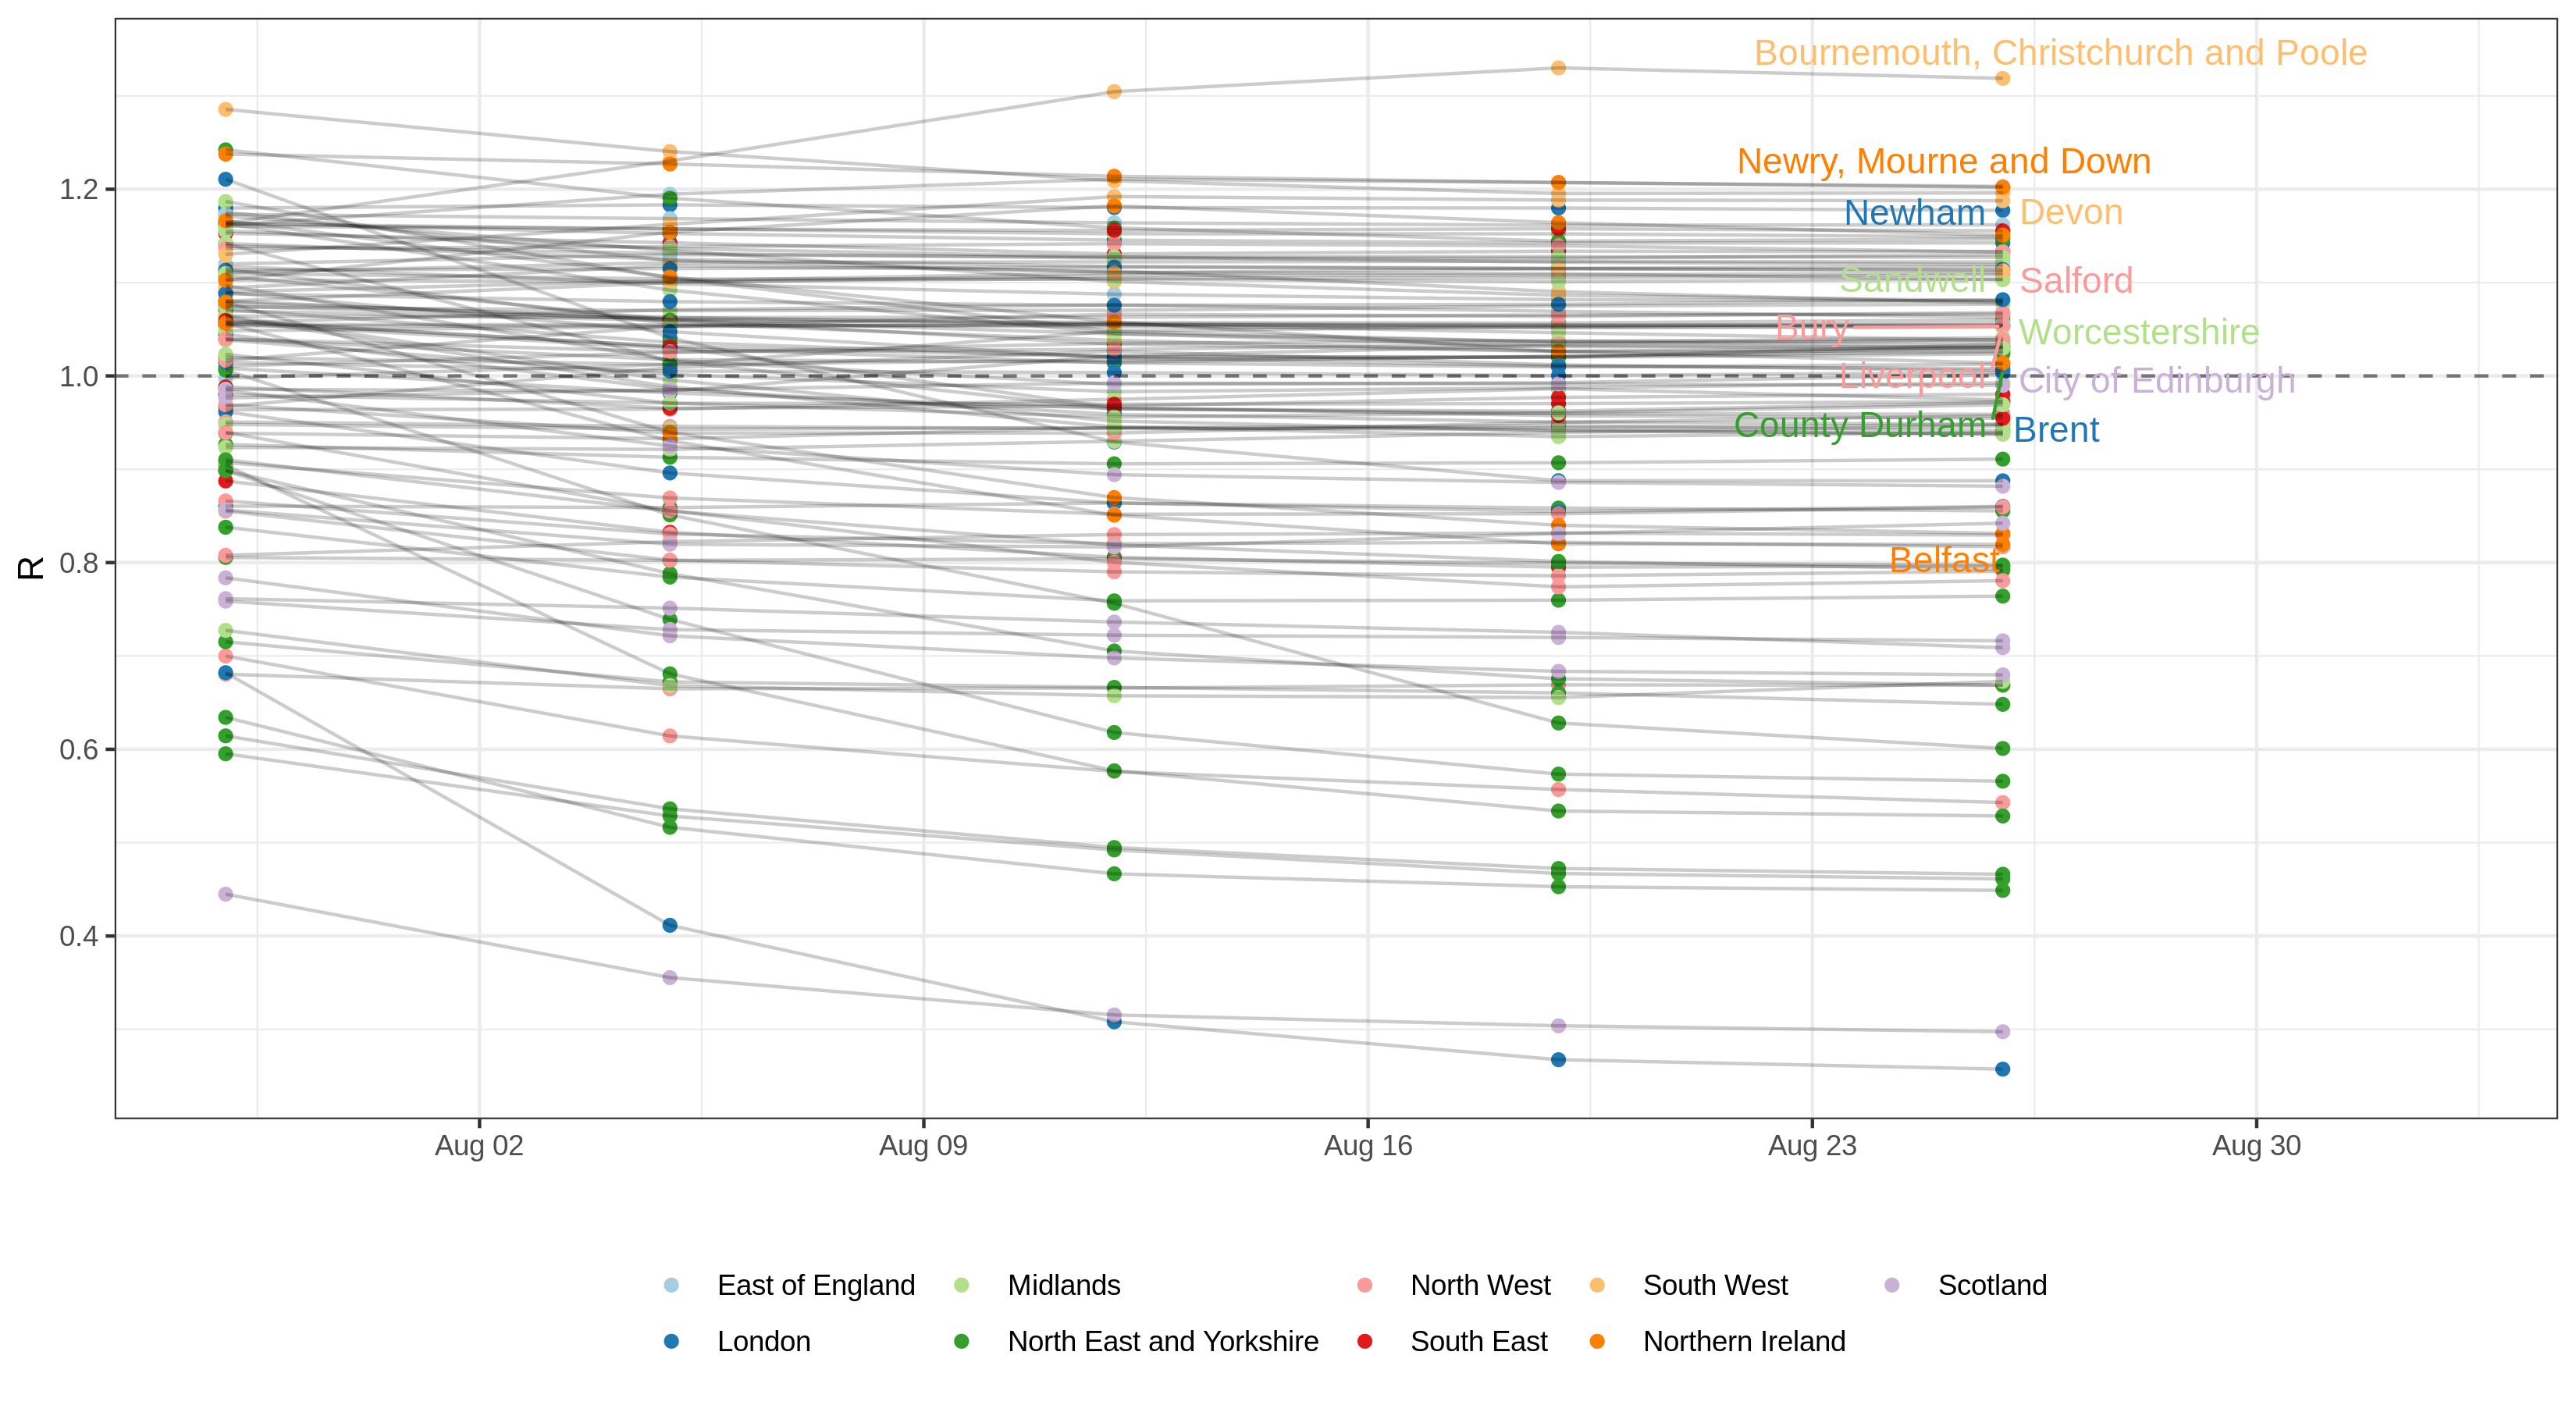 Bournemouth, Christchurch and Poole
Newry, Mourne and Down
1.2
Newham Devon
Sandwell Salford
Bury Worcestershire
1.0
Liverpool City of Edinburgh
County Durham Brent
R
0.8
Belfast
0.6
0.4
Aug 02 Aug 09 Aug 16 Aug 23 Aug 30
East of England Midlands North West South West Scotland
London North East and Yorkshire South East Northern Ireland